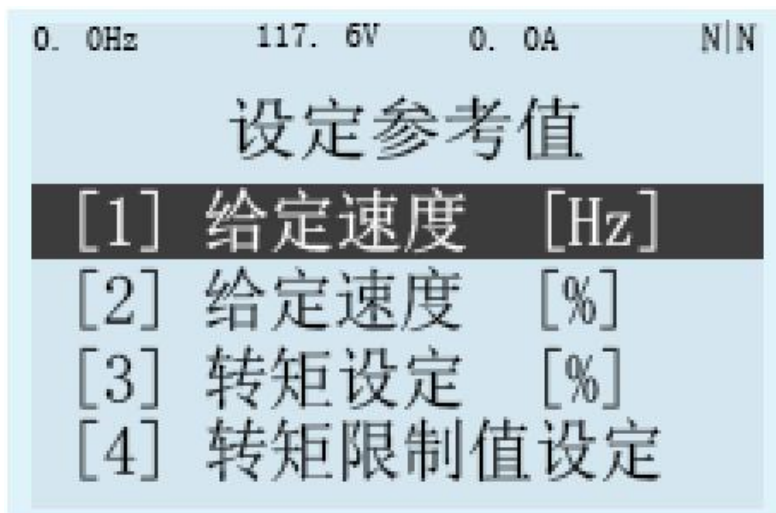 0. 0Hz 117. 6V 0. 0A N|N
设定参考值
[1] 给定速度 [Hz]
[2] 给定速度 [%]
[3] 转矩设定 [%]
[4] 转矩限制值设定